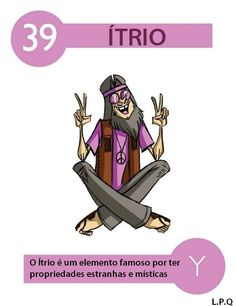 39 ÍTRIO
O Ítrio é um elemento famoso por ter
propriedades estranhas e místicas
Y
L.P.Q